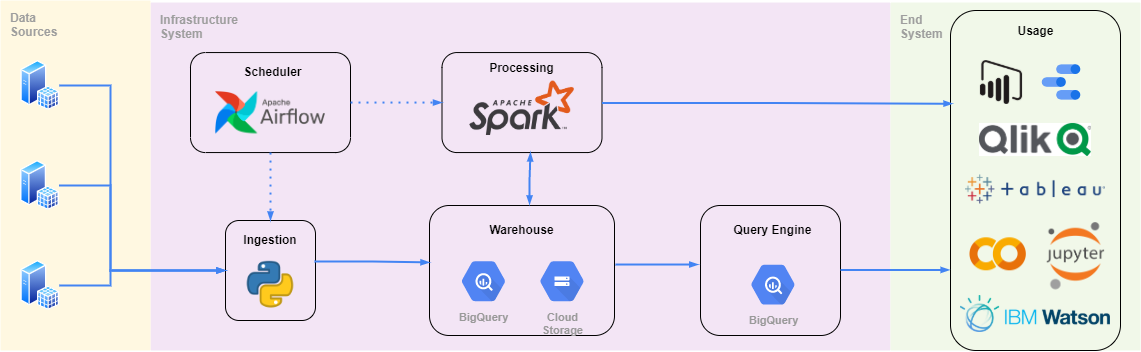 Data
Sources
Infrastructure
System
End
System
Usage
Scheduler
Apache
Airflow
Processing
APACHE
Spark
TM
Qlik
+ a b | e a u
Ingestion
Warehouse
BigQuery
Cloud
Storage
Query Engine
BigQuery
jupyter
IBM Watson